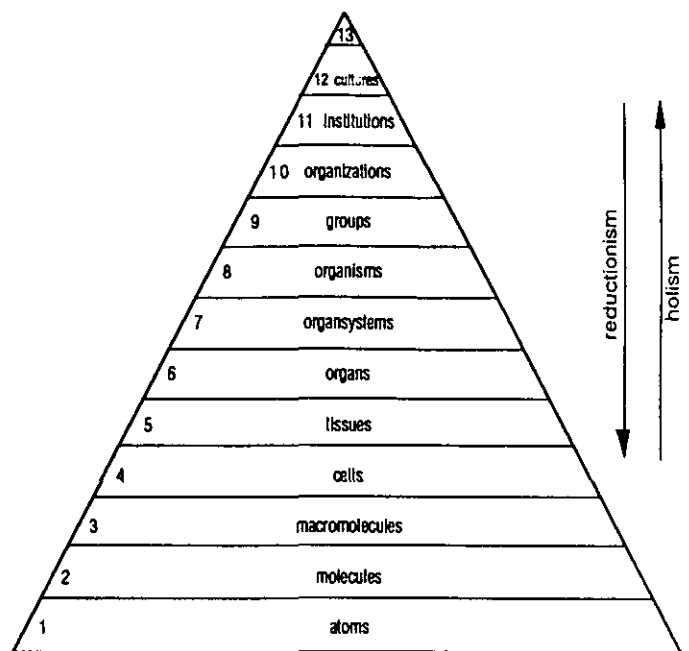 13
12 cultures
11 Institutions
10 organizations
9 groups
8 organisms
7 organsystems
6 organs
5 tissues
4 cells
3 macromolecules
2 molecules
1 atoms
reductionism
holism